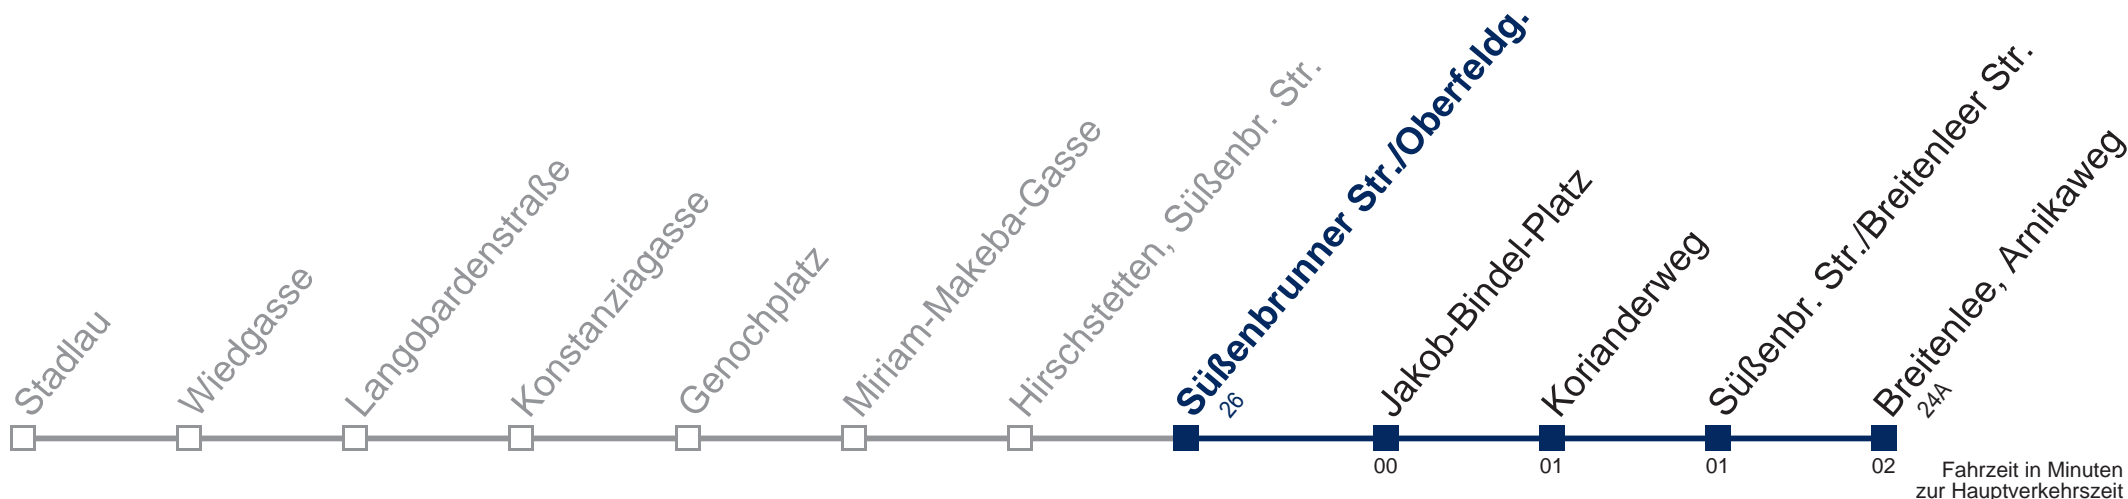 Stadlau
Wiedgasse
Langobardenstraße
Konstanziagasse
Genochplatz
Miriam-Makeba-Gasse
Hirschstetten, Süßenbr. Str.
Süßenbrunner Str./Oberfeldg.
26
Jakob-Bindel-Platz
Korianderweg
Süßenbr. Str./Breitenleer Str.
Breitenlee, Arnikaweg
24A
00
01
01
02
Fahrzeit in Minuten
zur Hauptverkehrszeit